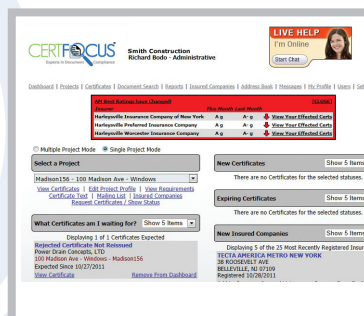 CERTFOCUS
Experts in Document Compliance
Smith Construction
Richard Bodo - Administrative
LIVE HELP
I'm Online
Start Chat
Dashboard | Projects | Certificates | Document Search | Reports | Insured Companies | Address Book | Messages | My Profile | Users | Set
AM Best Ratings have Changed! [CLOSE]
Insurer This Month Last Month
Harleysville Insurance Company of New York A g A- g View Your Effected Certs
Harleysville Preferred Insurance Company A g A- g View Your Effected Certs
Harleysville Worcester Insurance Company A g A- g View Your Effected Certs
Multiple Project Mode Single Project Mode
Select a Project
Madison156 - 100 Madison Ave - Windows
View Certificates | Edit Project Profile | View Requirements
Certificate Text | Mailing List | Insured Companies
Request Certificates / Show Status
What Certificates am I waiting for? Show 5 Items
Displaying 1 of 1 Certificates Expected
Rejected Certificate Not Reissued
Power Drain Concepts, LTD
100 Madison Ave - Windows - Madison156
Expected Since 10/27/2011
View Certificate Remove From Dashboard
New Certificates Show 5 Items
There are no Certificates for the selected statuses.
Expiring Certificates Show 5 Items
There are no Certificates for the selected statuses.
New Insured Companies Show 5 Items
Displaying 5 of the 25 Most Recently Registered Insur
TECTA AMERICA METRO NEW YORK
38 ROOSEVELT AVE
BELLEVILLE, NJ 07109
Registered 10/28/2011